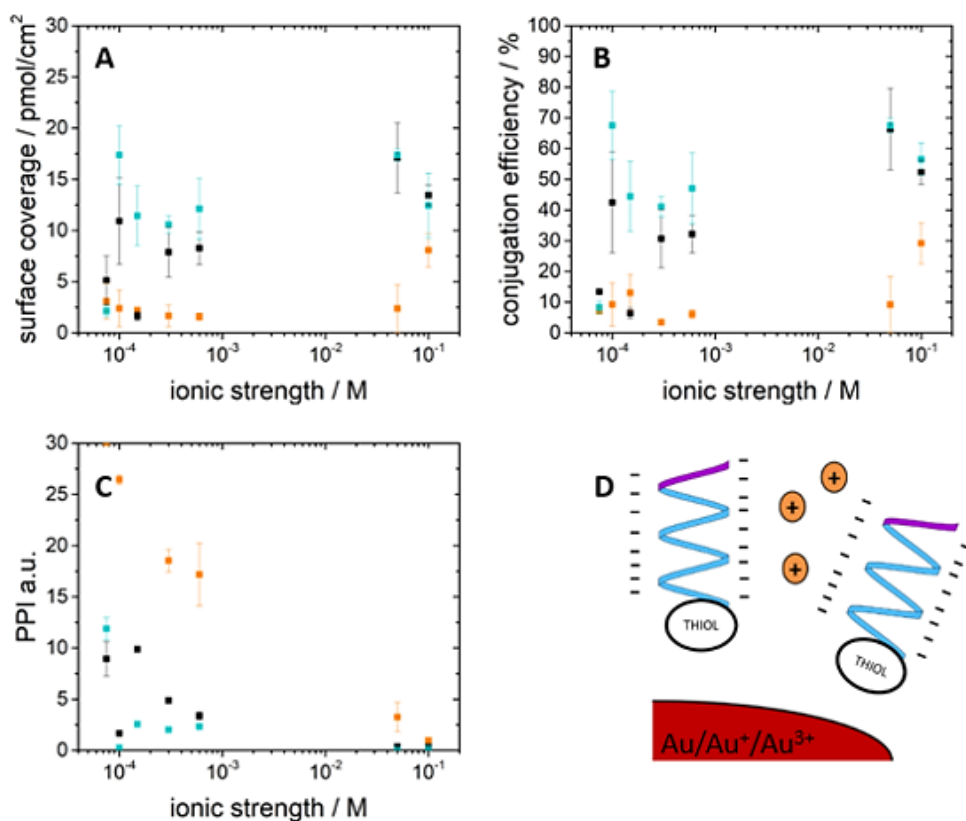 A
surface coverage / pmol/cm²
30
25
20
15
10
5
0
10⁻⁴ 10⁻³ 10⁻² 10⁻¹
ionic strength / M
B
conjugation efficiency / %
100
90
80
70
60
50
40
30
20
10
0
10⁻⁴ 10⁻³ 10⁻² 10⁻¹
ionic strength / M
C
PPI a.u.
30
25
20
15
10
5
0
10⁻⁴ 10⁻³ 10⁻² 10⁻¹
ionic strength / M
D
+
+
+
THIOL
THIOL
Au/Au⁺/Au³⁺